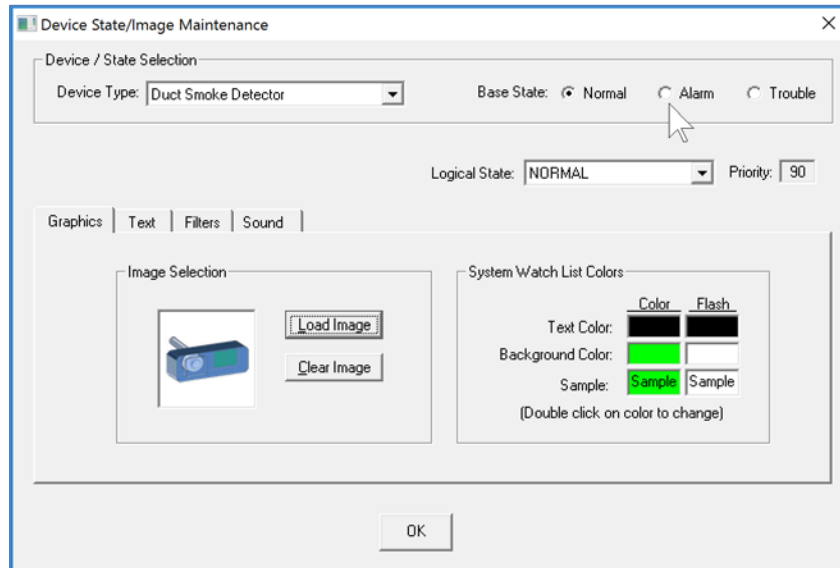 Device State/Image Maintenance
Device / State Selection
Device Type: Duct Smoke Detector Base State: Normal Alarm Trouble
Logical State: NORMAL Priority: 90
Graphics Text Filters Sound
Image Selection
Load Image
Clear Image
System Watch List Colors
Color Flash
Text Color:
Background Color:
Sample: Sample Sample
(Double click on color to change)
OK